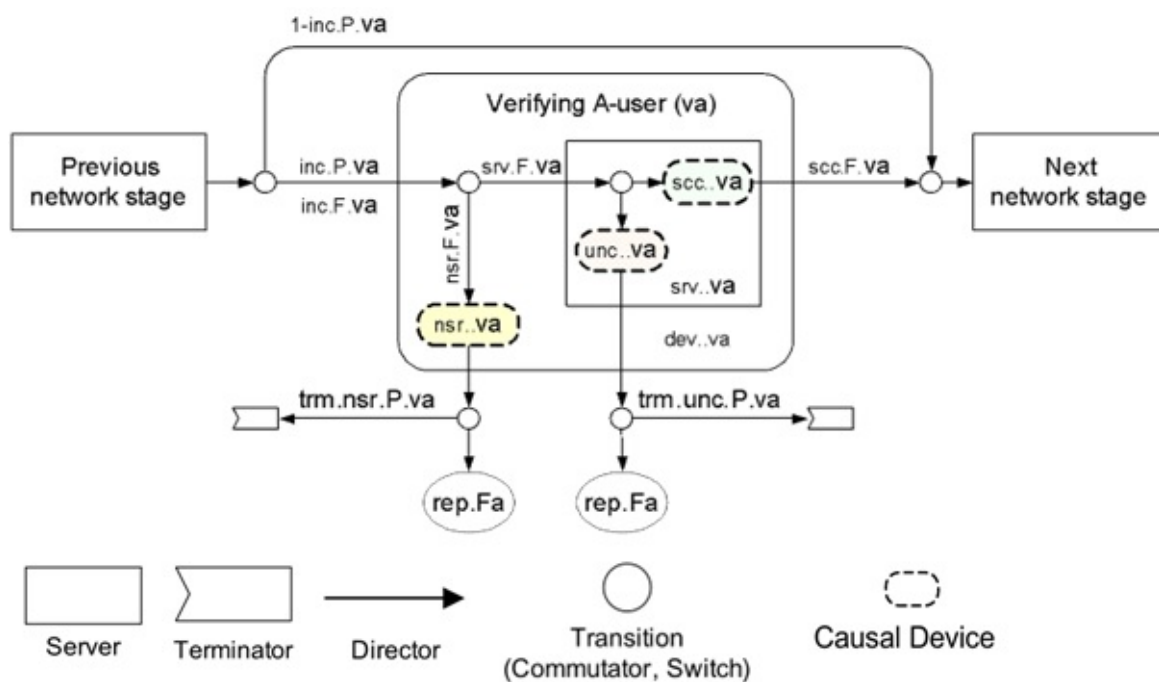 1-inc.P.va
Verifying A-user (va)
Previous
network stage
inc.P.va
inc.F.va
srv.F.va
scc..va
scc.F.va
Next
network stage
nsr.F.va
unc..va
srv..va
nsr..va
dev..va
trm.nsr.P.va
trm.unc.P.va
rep.Fa
rep.Fa
Server
Terminator
Director
Transition
(Commutator, Switch)
Causal Device